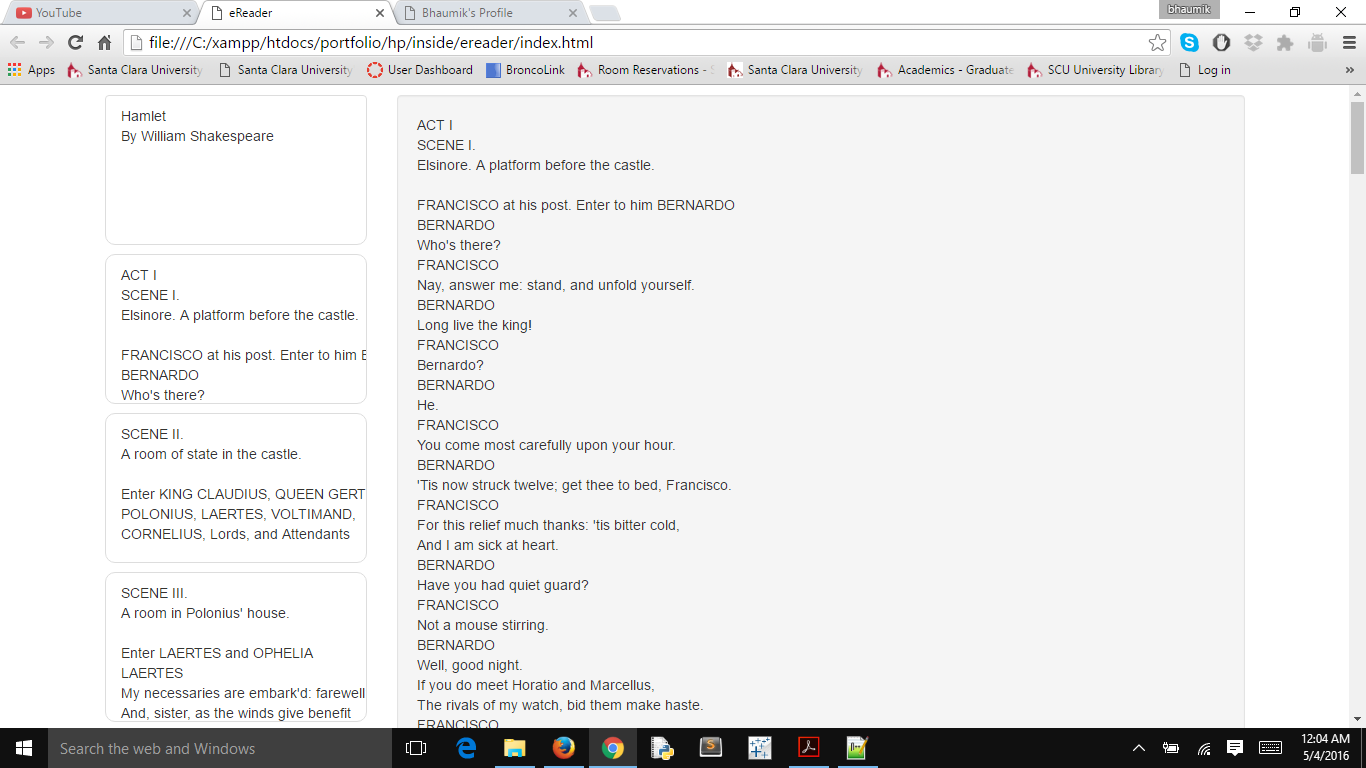 YouTube
eReader
Bhaumik's Profile
bhaumik
file:///C:/xampp/htdocs/portfolio/hp/inside/ereader/index.html
Apps
Santa Clara University
Santa Clara University
User Dashboard
BroncoLink
Room Reservations - S
Santa Clara University
Academics - Graduate
SCU University Library
Log in
»
Hamlet
By William Shakespeare
ACT I
SCENE I.
Elsinore. A platform before the castle.
FRANCISCO at his post. Enter to him B
BERNARDO
Who's there?
SCENE II.
A room of state in the castle.
Enter KING CLAUDIUS, QUEEN GERT
POLONIUS, LAERTES, VOLTIMAND,
CORNELIUS, Lords, and Attendants
SCENE III.
A room in Polonius' house.
Enter LAERTES and OPHELIA
LAERTES
My necessaries are embark'd: farewell
And, sister, as the winds give benefit
ACT I
SCENE I.
Elsinore. A platform before the castle.
FRANCISCO at his post. Enter to him BERNARDO
BERNARDO
Who's there?
FRANCISCO
Nay, answer me: stand, and unfold yourself.
BERNARDO
Long live the king!
FRANCISCO
Bernardo?
BERNARDO
He.
FRANCISCO
You come most carefully upon your hour.
BERNARDO
'Tis now struck twelve; get thee to bed, Francisco.
FRANCISCO
For this relief much thanks: 'tis bitter cold,
And I am sick at heart.
BERNARDO
Have you had quiet guard?
FRANCISCO
Not a mouse stirring.
BERNARDO
Well, good night.
If you do meet Horatio and Marcellus,
The rivals of my watch, bid them make haste.
FRANCISCO
Search the web and Windows
12:04 AM
5/4/2016